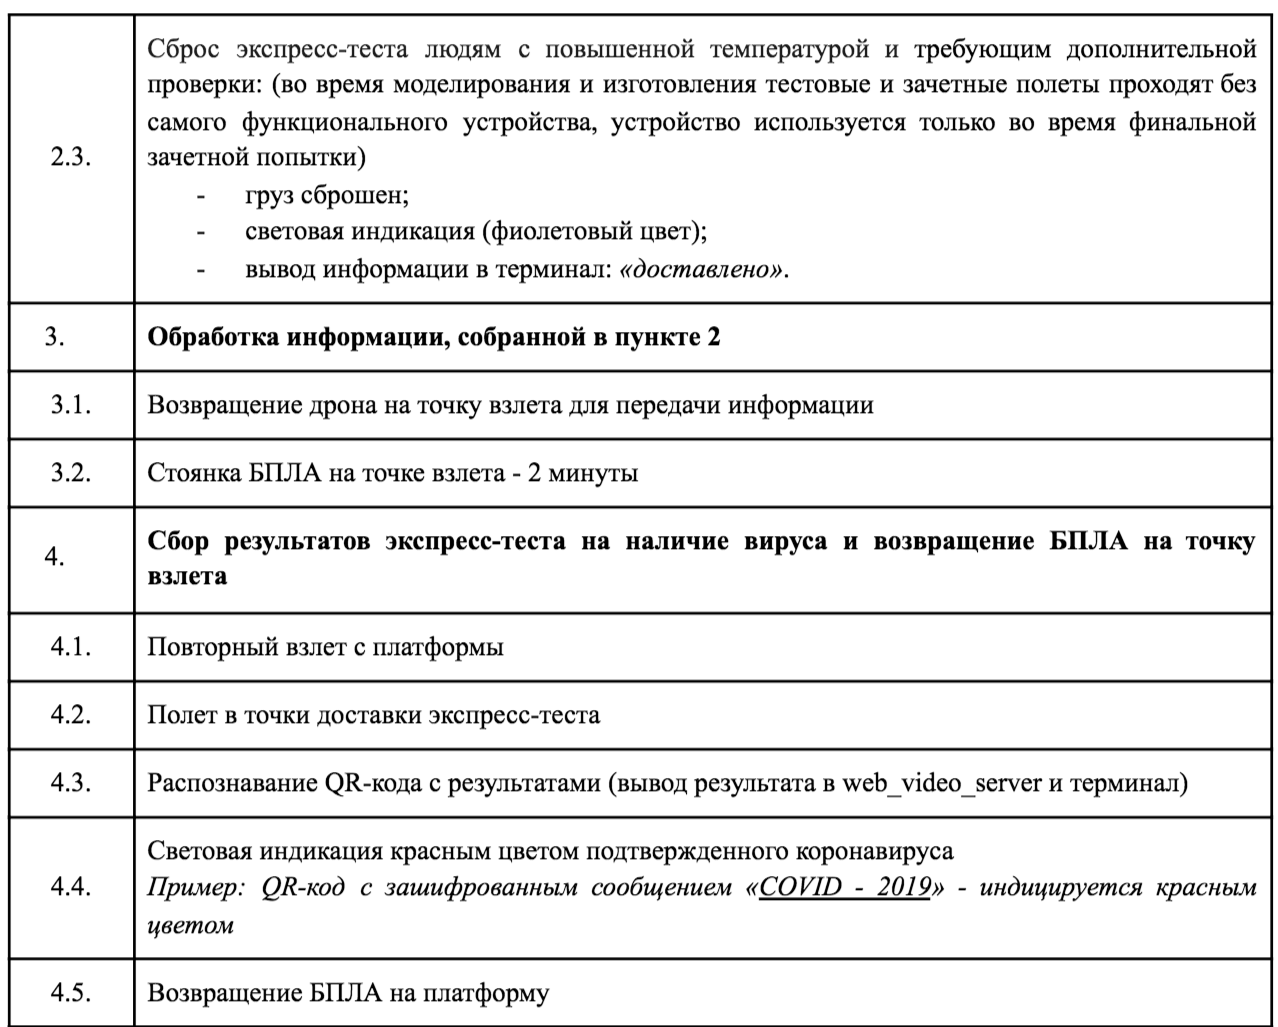 Сброс экспресс-теста людям с повышенной температурой и требующим дополнительной
проверки: (во время моделирования и изготовления тестовые и зачетные полеты проходят без
самого функционального устройства, устройство используется только во время финальной
2.3.
зачетной попытки)
- груз сброшен;
- световая индикация (фиолетовый цвет);
- вывод информации в терминал: «доставлено».
3. Обработка информации, собранной в пункте 2
3.1. Возвращение дрона на точку взлета для передачи информации
3.2. Стоянка БПЛА на точке взлета - 2 минуты
4.
Сбор результатов экспресс-теста на наличие вируса и возвращение БПЛА на точку
взлета
4.1. Повторный взлет с платформы
4.2. Полет в точки доставки экспресс-теста
4.3. Распознавание QR-кода с результатами (вывод результата в web_video_server и терминал)
Световая индикация красным цветом подтвержденного коронавируса
4.4. Пример: QR-код с зашифрованным сообщением «COVID - 2019» - индицируется красным
цветом
4.5. Возвращение БПЛА на платформу